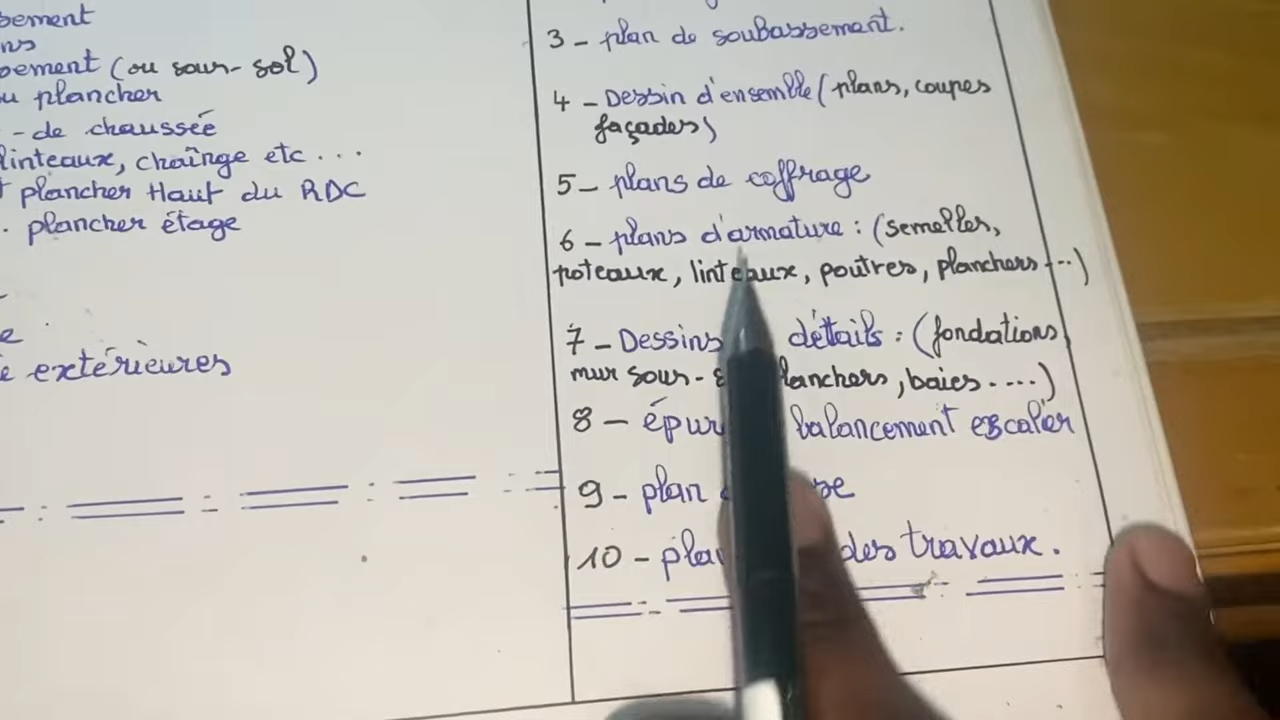 sement
ns
sement (ou sous-sol)
u plancher
- de chaussée
linteaux, chaînge etc ...
t plancher Haut du RDC
. plancher étage
e
e extérieures
3 - plan de soubassement.
4 - Dessin d'ensemble (plans, coupes
façades)
5 - plans de coffrage
6 - plans d'armature : (semelles,
poteaux, linteaux, poutres, planchers ...)
7 - Dessins détails : (fondations
mur sous- planchers, baies ....)
8 - épur balancement escalier
9 - plan
10 - des travaux.